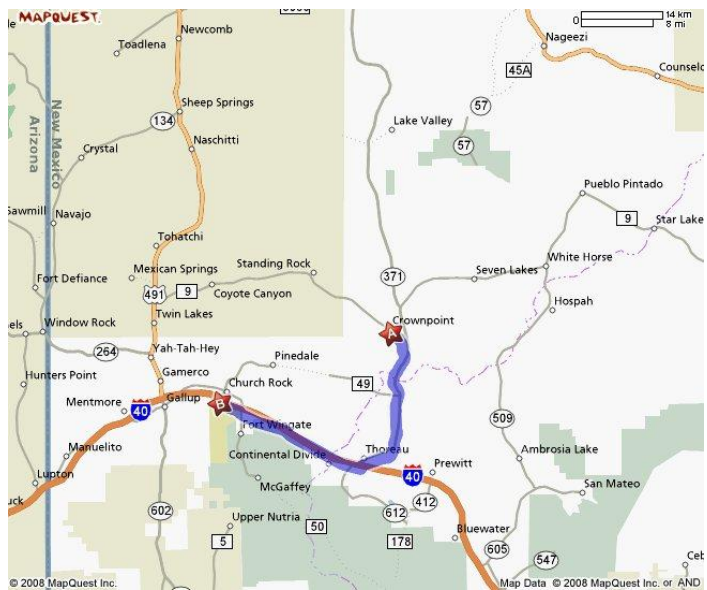 MAPQUEST.
666
14 km
0
8 mi
Newcomb
Toadlena
Nageezi
45A
Counselo
Sheep Springs
57
134
Lake Valley
New Mexico
Arizona
Naschitti
57
Crystal
Pueblo Pintado
Sawmill
Navajo
9
Star Lake
Tohatchi
Standing Rock
White Horse
Mexican Springs
371
Seven Lakes
Fort Defiance
491
9
Coyote Canyon
Hospah
Twin Lakes
A
Crownpoint
els
Window Rock
264
Yah-Tah-Hey
Pinedale
Hunters Point
Gamerco
49
Church Rock
Mentmore
40
Gallup
B
509
Fort Wingate
Manuelito
Continental Divide
Thoreau
Ambrosia Lake
Lupton
Prewitt
40
McGaffey
San Mateo
uck
412
602
612
Upper Nutria
50
Bluewater
5
178
605
547
Ceb
© 2008 MapQuest Inc.
Map Data © 2008 MapQuest Inc. or AND